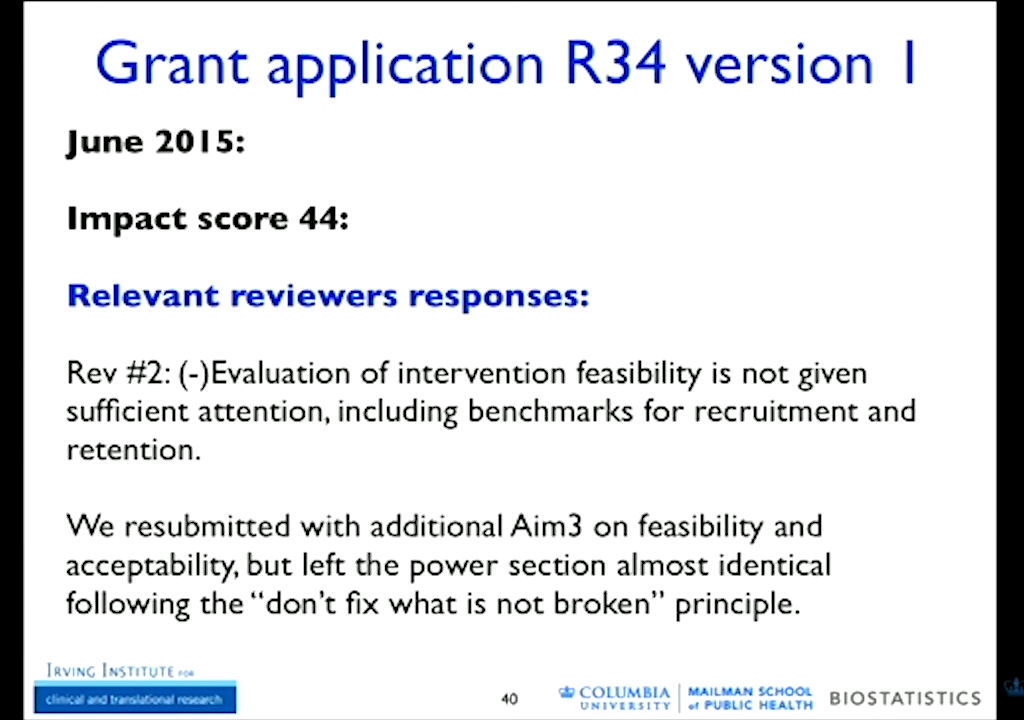 Grant application R34 version 1
June 2015:
Impact score 44:
Relevant reviewers responses:
Rev #2: (-)Evaluation of intervention feasibility is not given
sufficient attention, including benchmarks for recruitment and
retention.
We resubmitted with additional Aim3 on feasibility and
acceptability, but left the power section almost identical
following the “don’t fix what is not broken” principle.
IRVING INSTITUTE FOR
clinical and translational research
40
COLUMBIA
UNIVERSITY
MAILMAN SCHOOL
of PUBLIC HEALTH
BIOSTATISTICS